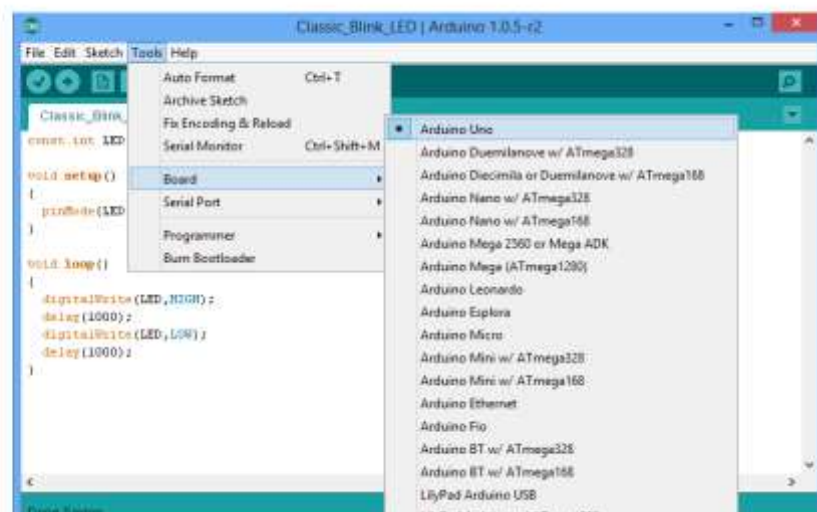 Classic_Blink_LED | Arduino 1.0.5-r2
File Edit Sketch Tools Help
Auto Format Ctrl+T
Archive Sketch
Fix Encoding & Reload
Serial Monitor Ctrl+Shift+M
Board
Serial Port
Programmer
Burn Bootloader
Arduino Uno
Arduino Duemilanove w/ ATmega328
Arduino Diecimila or Duemilanove w/ ATmega168
Arduino Nano w/ ATmega328
Arduino Nano w/ ATmega168
Arduino Mega 2560 or Mega ADK
Arduino Mega (ATmega1280)
Arduino Leonardo
Arduino Esplora
Arduino Micro
Arduino Mini w/ ATmega328
Arduino Mini w/ ATmega168
Arduino Ethernet
Arduino Fio
Arduino BT w/ ATmega328
Arduino BT w/ ATmega168
LilyPad Arduino USB
Classic_Blink_
const int LED
void setup()
{
pinMode(LED
}
void loop()
{
digitalWrite(LED,HIGH);
delay(1000);
digitalWrite(LED,LOW);
delay(1000);
}